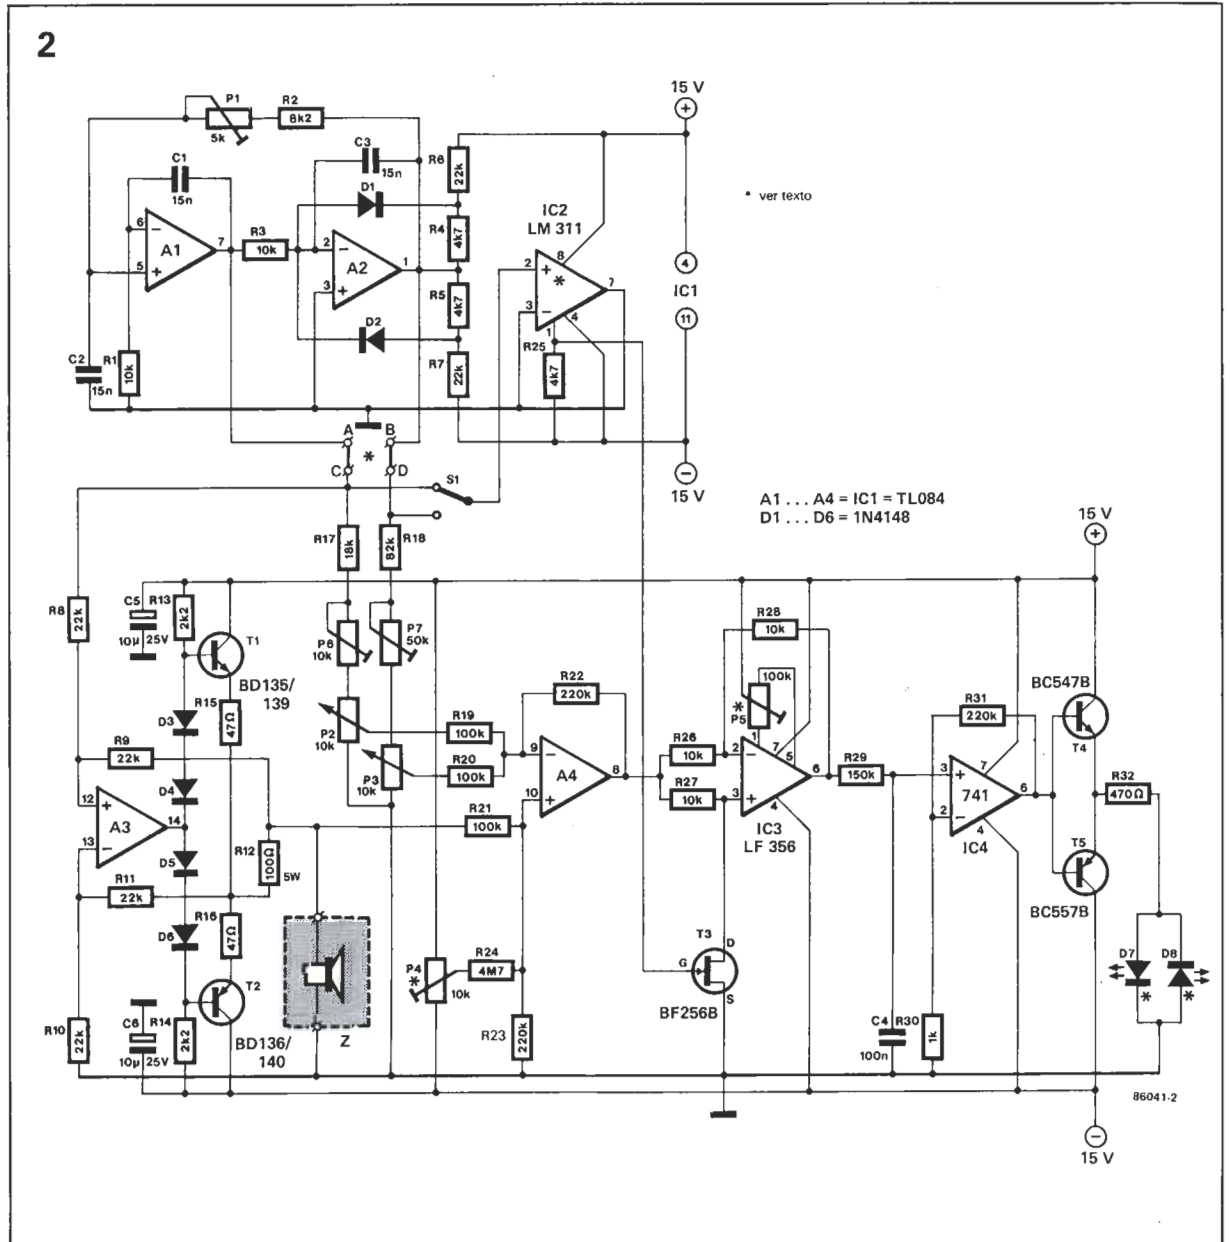 2
15 V
+
P1
5k
R2
8k2
C1
15n
C3
15n
R6
22k
D1
* ver texto
IC2
LM 311
6
5
A1
7
R3
10k
2
3
A2
1
R4
4k7
R5
4k7
2
3
*
8
7
1
4
4
IC1
11
D2
R7
22k
R25
4k7
C2
15n
R1
10k
A
B
*
C
D
S1
−
15 V
A1 . . . A4 = IC1 = TL084
D1 . . . D6 = 1N4148
15 V
+
R17
18k
82k
R18
R8
22k
C5
10µ
25V
R13
2k2
T1
BD135/
139
P6
10k
P7
50k
R28
10k
100k
*
P5
R22
220k
R15
47Ω
D3
P2
10k
R19
100k
P3
10k
R20
100k
R9
22k
D4
9
10
A4
8
R26
10k
R27
10k
2
3
1
7
5
6
4
IC3
LF 356
R29
150k
R31
220k
BC547B
T4
3
2
7
741
6
4
IC4
R32
470Ω
T5
BC557B
12
13
A3
14
R21
100k
D5
R12
100Ω
5W
R11
22k
R16
47Ω
D6
T2
BD136/
140
R10
22k
C6
10µ
25V
R14
2k2
Z
P4
*
10k
R24
4M7
R23
220k
T3
G
D
S
BF256B
C4
100n
R30
1k
D7
*
D8
*
86041-2
−
15 V